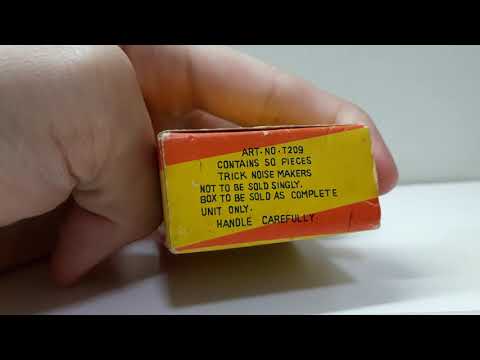 ART·NO·T209
CONTAINS 50 PIECES
TRICK NOISE MAKERS
NOT TO BE SOLD SINGLY.
BOX TO BE SOLD AS COMPLETE
UNIT ONLY.
HANDLE CAREFULLY.